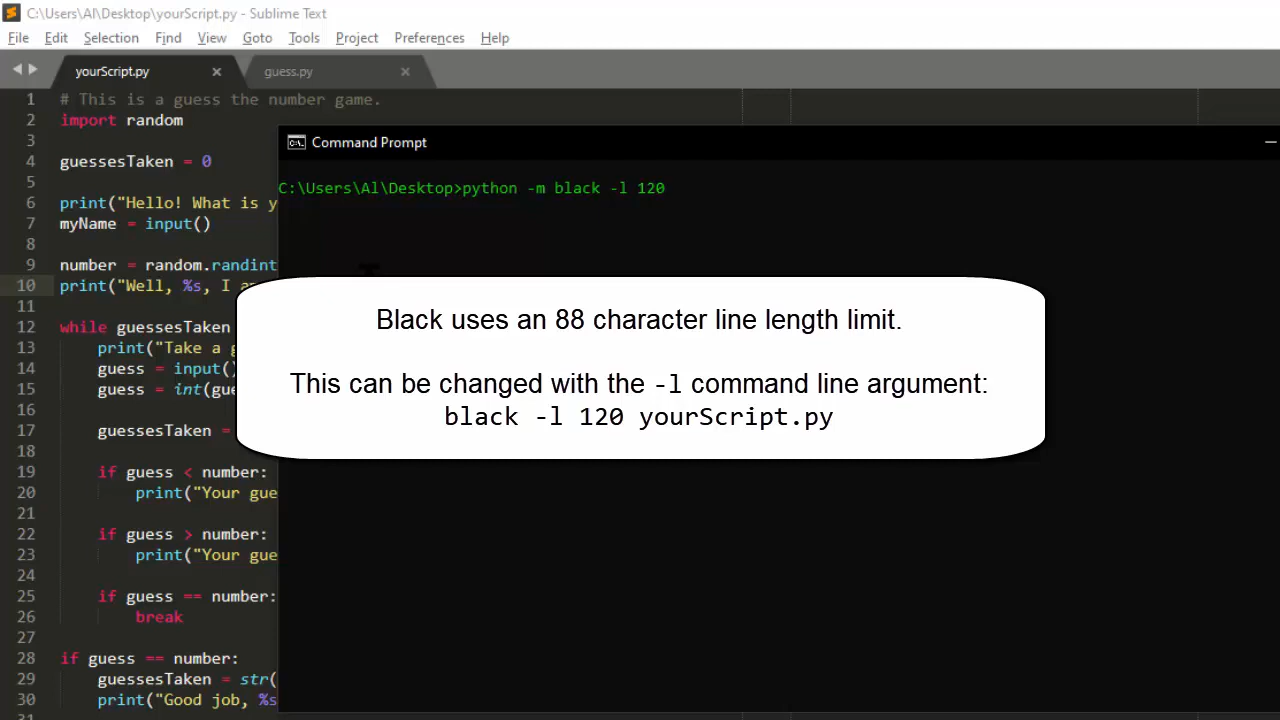 C:\Users\Al\Desktop\yourScript.py - Sublime Text
File Edit Selection Find View Goto Tools Project Preferences Help
yourScript.py × guess.py ×
1 # This is a guess the number game.
2 import random
3
4 guessesTaken = 0
5
6 print("Hello! What is y
7 myName = input()
8
9 number = random.randint
10 print("Well, %s, I a
11
12 while guessesTaken
13 print("Take a g
14 guess = input()
15 guess = int(gue
16
17 guessesTaken =
18
19 if guess < number:
20 print("Your gue
21
22 if guess > number:
23 print("Your gue
24
25 if guess == number:
26 break
27
28 if guess == number:
29 guessesTaken = str(
30 print("Good job, %s
31
Command Prompt
C:\Users\Al\Desktop>python -m black -l 120
Black uses an 88 character line length limit.
This can be changed with the -l command line argument:
black -l 120 yourScript.py